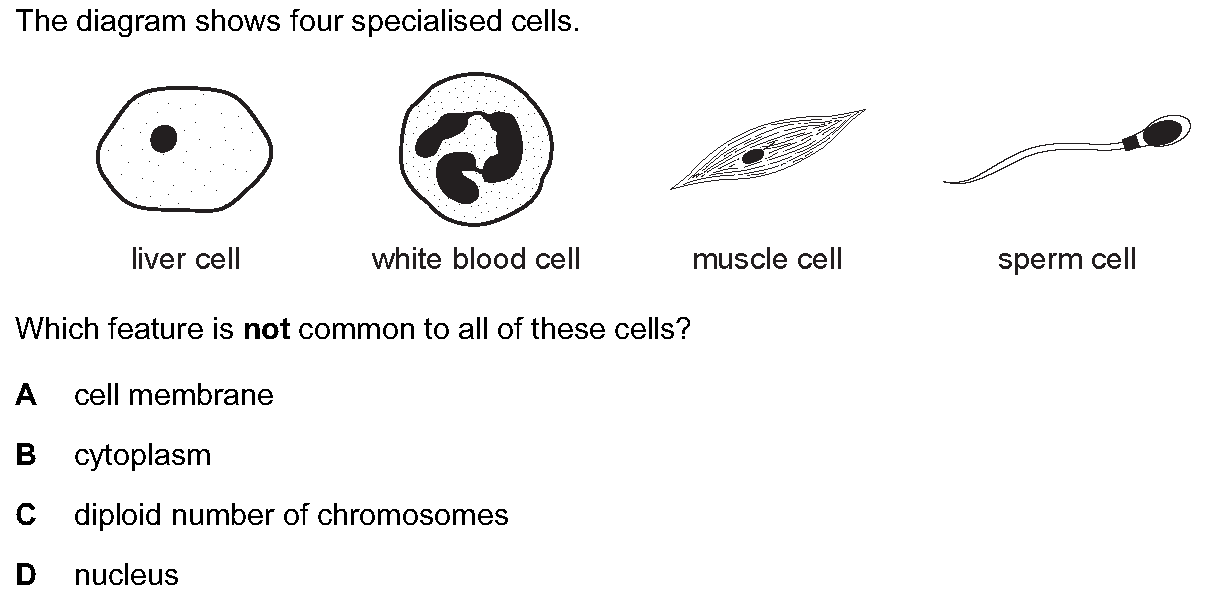 The diagram shows four specialised cells.
liver cell white blood cell muscle cell sperm cell
Which feature is not common to all of these cells?
A cell membrane
B cytoplasm
C diploid number of chromosomes
D nucleus